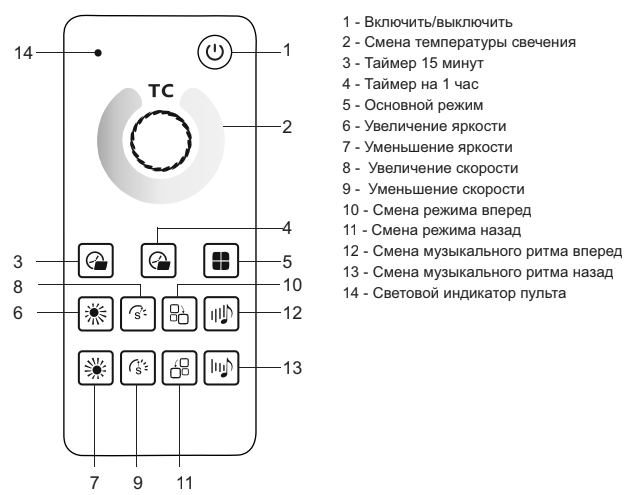 14
1
TC
2
4
3
5
8
10
6
S
12
S
13
7
9
11
1 - Включить/выключить
2 - Смена температуры свечения
3 - Таймер 15 минут
4 - Таймер на 1 час
5 - Основной режим
6 - Увеличение яркости
7 - Уменьшение яркости
8 - Увеличение скорости
9 - Уменьшение скорости
10 - Смена режима вперед
11 - Смена режима назад
12 - Смена музыкального ритма вперед
13 - Смена музыкального ритма назад
14 - Световой индикатор пульта